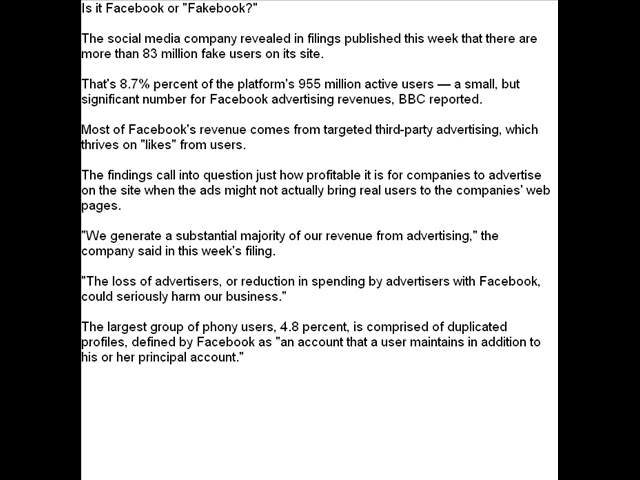 Is it Facebook or "Fakebook?"
The social media company revealed in filings published this week that there are
more than 83 million fake users on its site.
That's 8.7% percent of the platform's 955 million active users — a small, but
significant number for Facebook advertising revenues, BBC reported.
Most of Facebook's revenue comes from targeted third-party advertising, which
thrives on "likes" from users.
The findings call into question just how profitable it is for companies to advertise
on the site when the ads might not actually bring real users to the companies' web
pages.
"We generate a substantial majority of our revenue from advertising," the
company said in this week's filing.
"The loss of advertisers, or reduction in spending by advertisers with Facebook,
could seriously harm our business."
The largest group of phony users, 4.8 percent, is comprised of duplicated
profiles, defined by Facebook as "an account that a user maintains in addition to
his or her principal account."